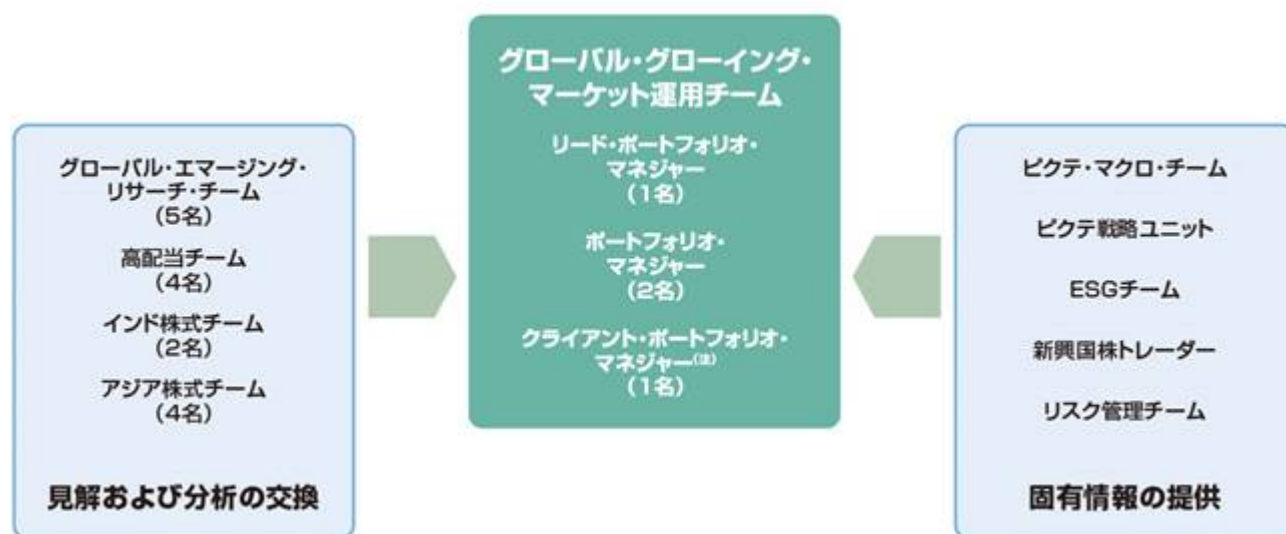 グローバル・エマージング・
リサーチ・チーム
(5名)
高配当チーム
(4名)
インド株式チーム
(2名)
アジア株式チーム
(4名)
見解および分析の交換
グローバル・グローイング・
マーケット運用チーム
リード・ポートフォリオ・
マネジャー
(1名)
ポートフォリオ・
マネジャー
(2名)
クライアント・ポートフォリオ・
マネジャー(注)
(1名)
ピクテ・マクロ・チーム
ピクテ戦略ユニット
ESGチーム
新興国株トレーダー
リスク管理チーム
固有情報の提供